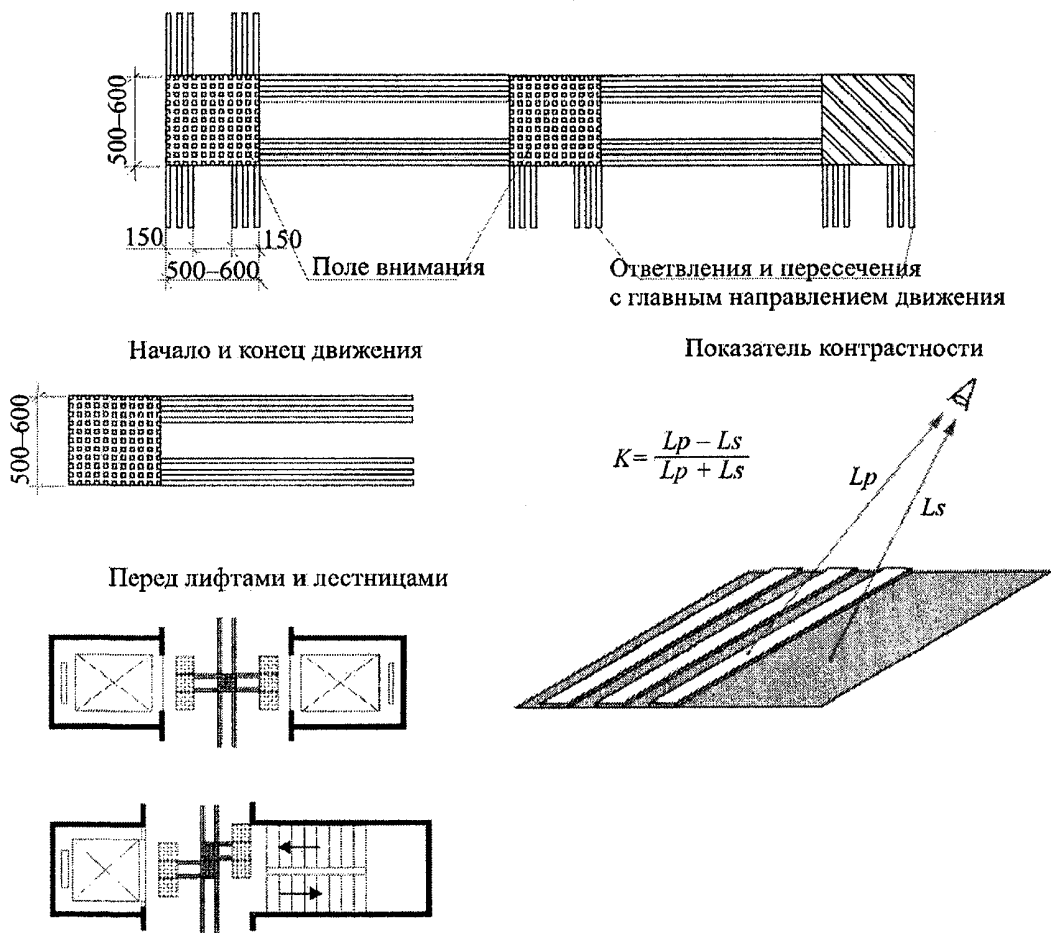 500–600
150
150
500–600
Поле внимания
Ответвления и пересечения
с главным направлением движения
Начало и конец движения
500–600
Показатель контрастности
K = Lp – Ls / Lp + Ls
Lp
Ls
Перед лифтами и лестницами